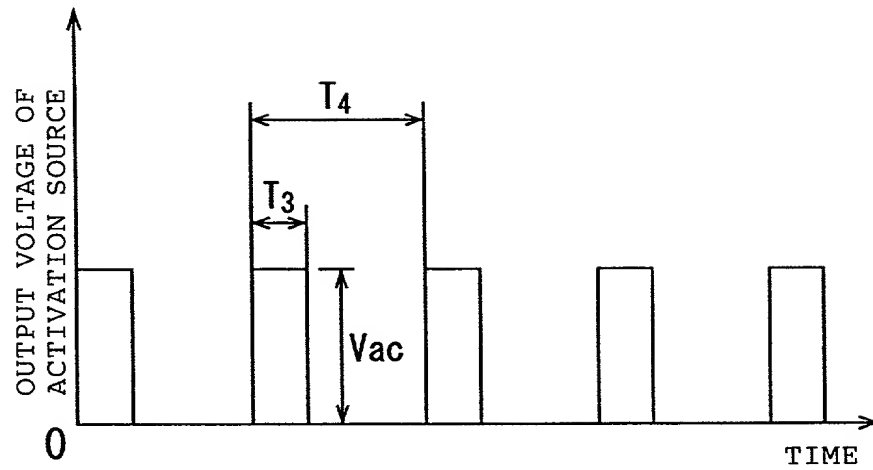 OUTPUT VOLTAGE OF
ACTIVATION SOURCE
T4
T3
Vac
0
TIME